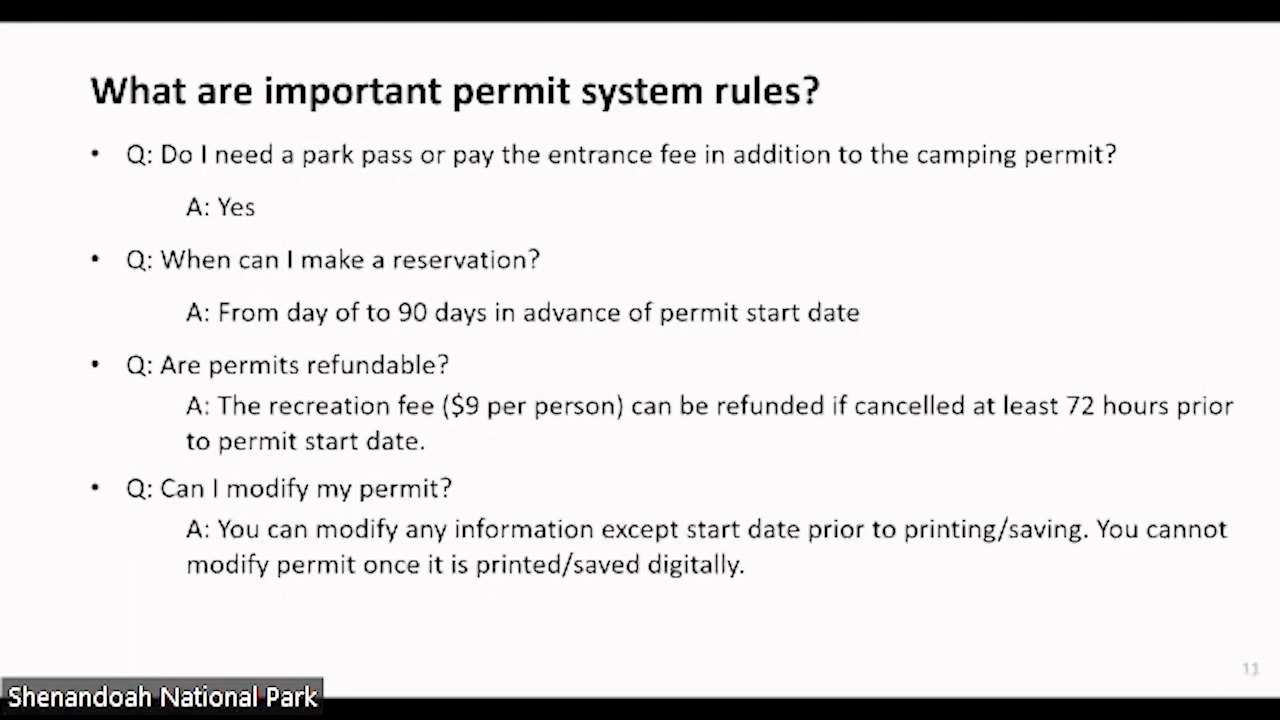 What are important permit system rules?
• Q: Do I need a park pass or pay the entrance fee in addition to the camping permit?
A: Yes
• Q: When can I make a reservation?
A: From day of to 90 days in advance of permit start date
• Q: Are permits refundable?
A: The recreation fee ($9 per person) can be refunded if cancelled at least 72 hours prior
to permit start date.
• Q: Can I modify my permit?
A: You can modify any information except start date prior to printing/saving. You cannot
modify permit once it is printed/saved digitally.
11
Shenandoah National Park